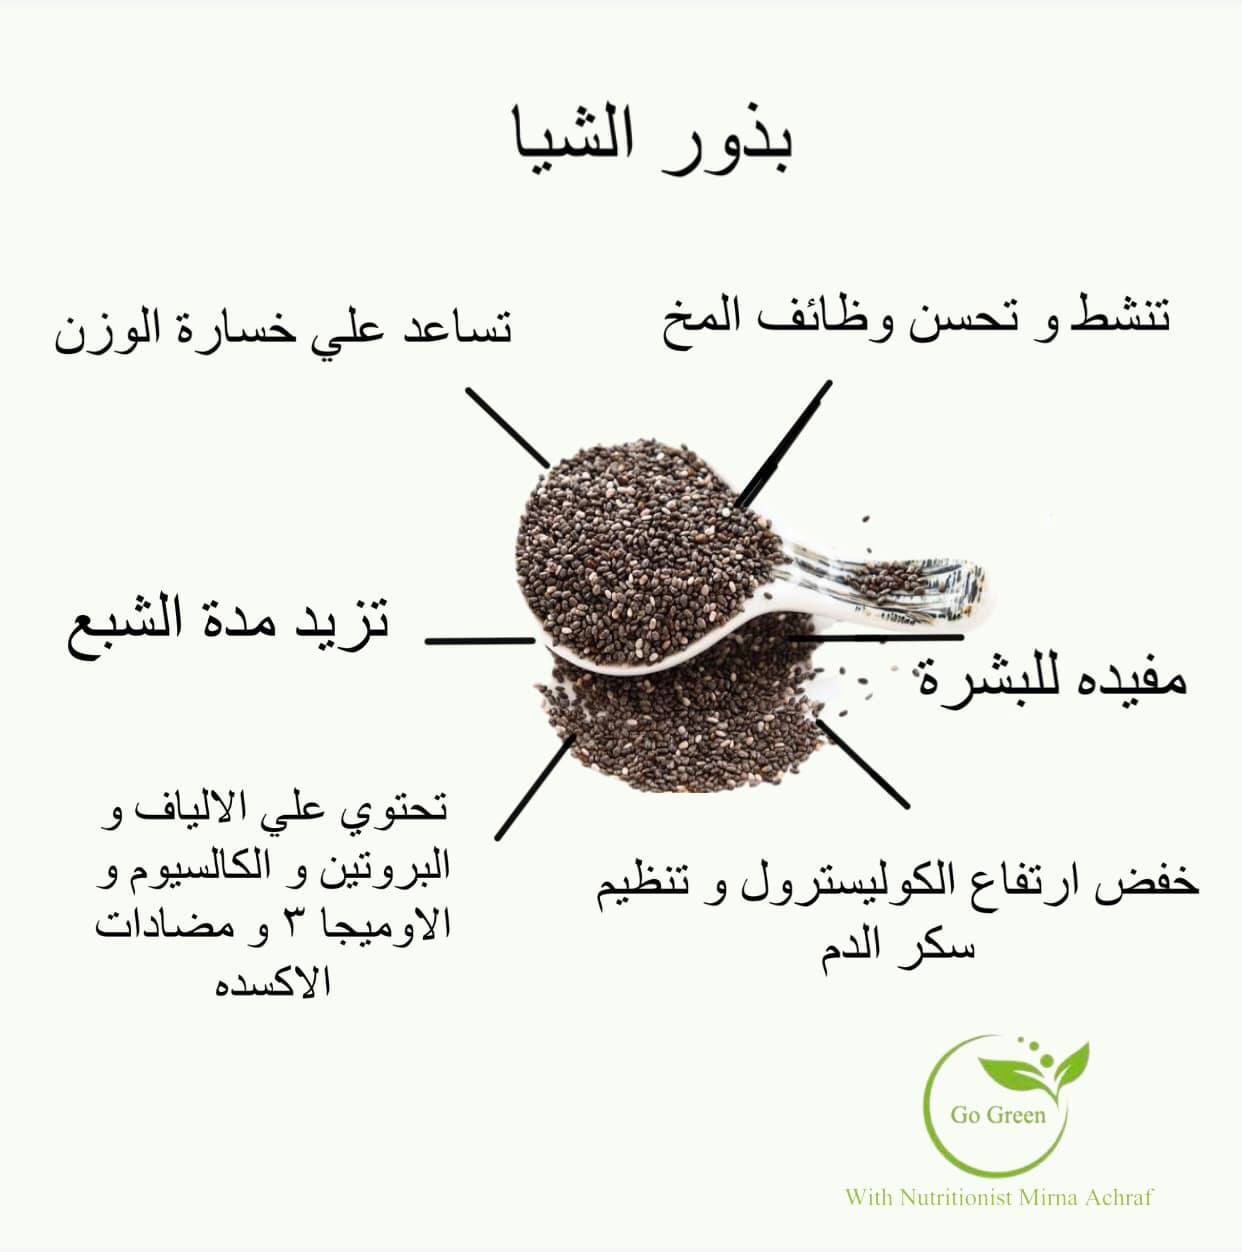 بذور الشيا
تنشط و تحسن وظائف المخ
تساعد علي خسارة الوزن
تزيد مدة الشبع
مفيده للبشرة
تحتوي علي الالياف و
البروتين و الكالسيوم و
الاوميجا ٣ و مضادات
الاكسده
خفض ارتفاع الكوليسترول و تنظيم
سكر الدم
Go Green
With Nutritionist Mirna Achraf